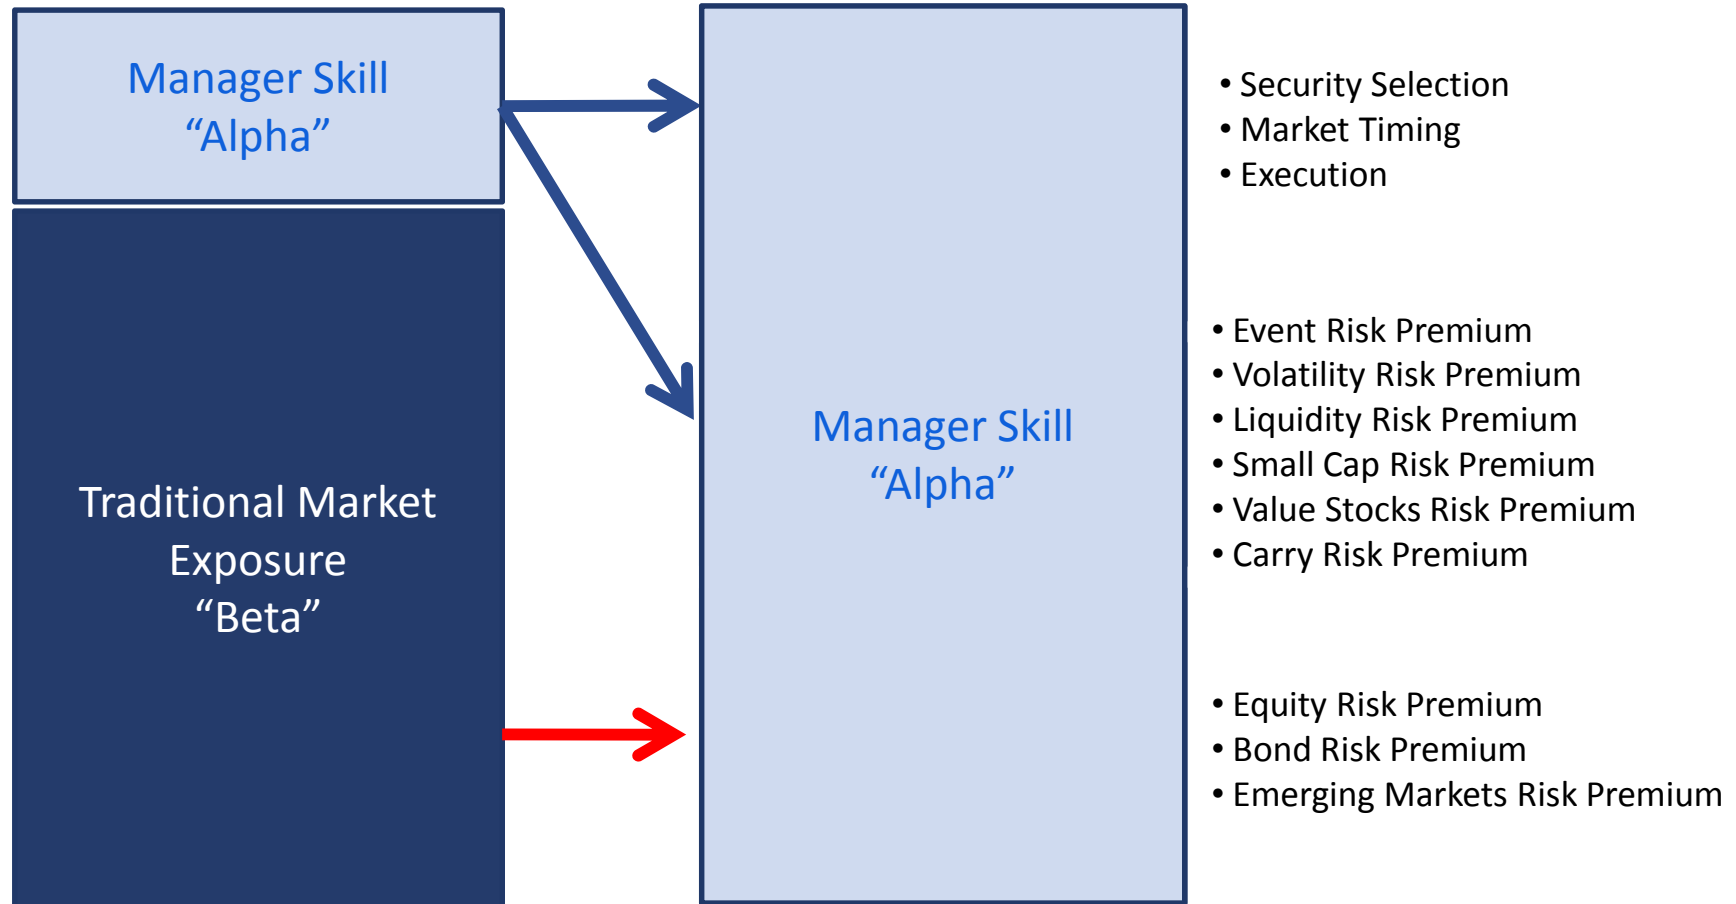 Manager Skill
“Alpha”
Traditional Market
Exposure
“Beta”
Manager Skill
“Alpha”
• Security Selection
• Market Timing
• Execution
• Event Risk Premium
• Volatility Risk Premium
• Liquidity Risk Premium
• Small Cap Risk Premium
• Value Stocks Risk Premium
• Carry Risk Premium
• Equity Risk Premium
• Bond Risk Premium
• Emerging Markets Risk Premium